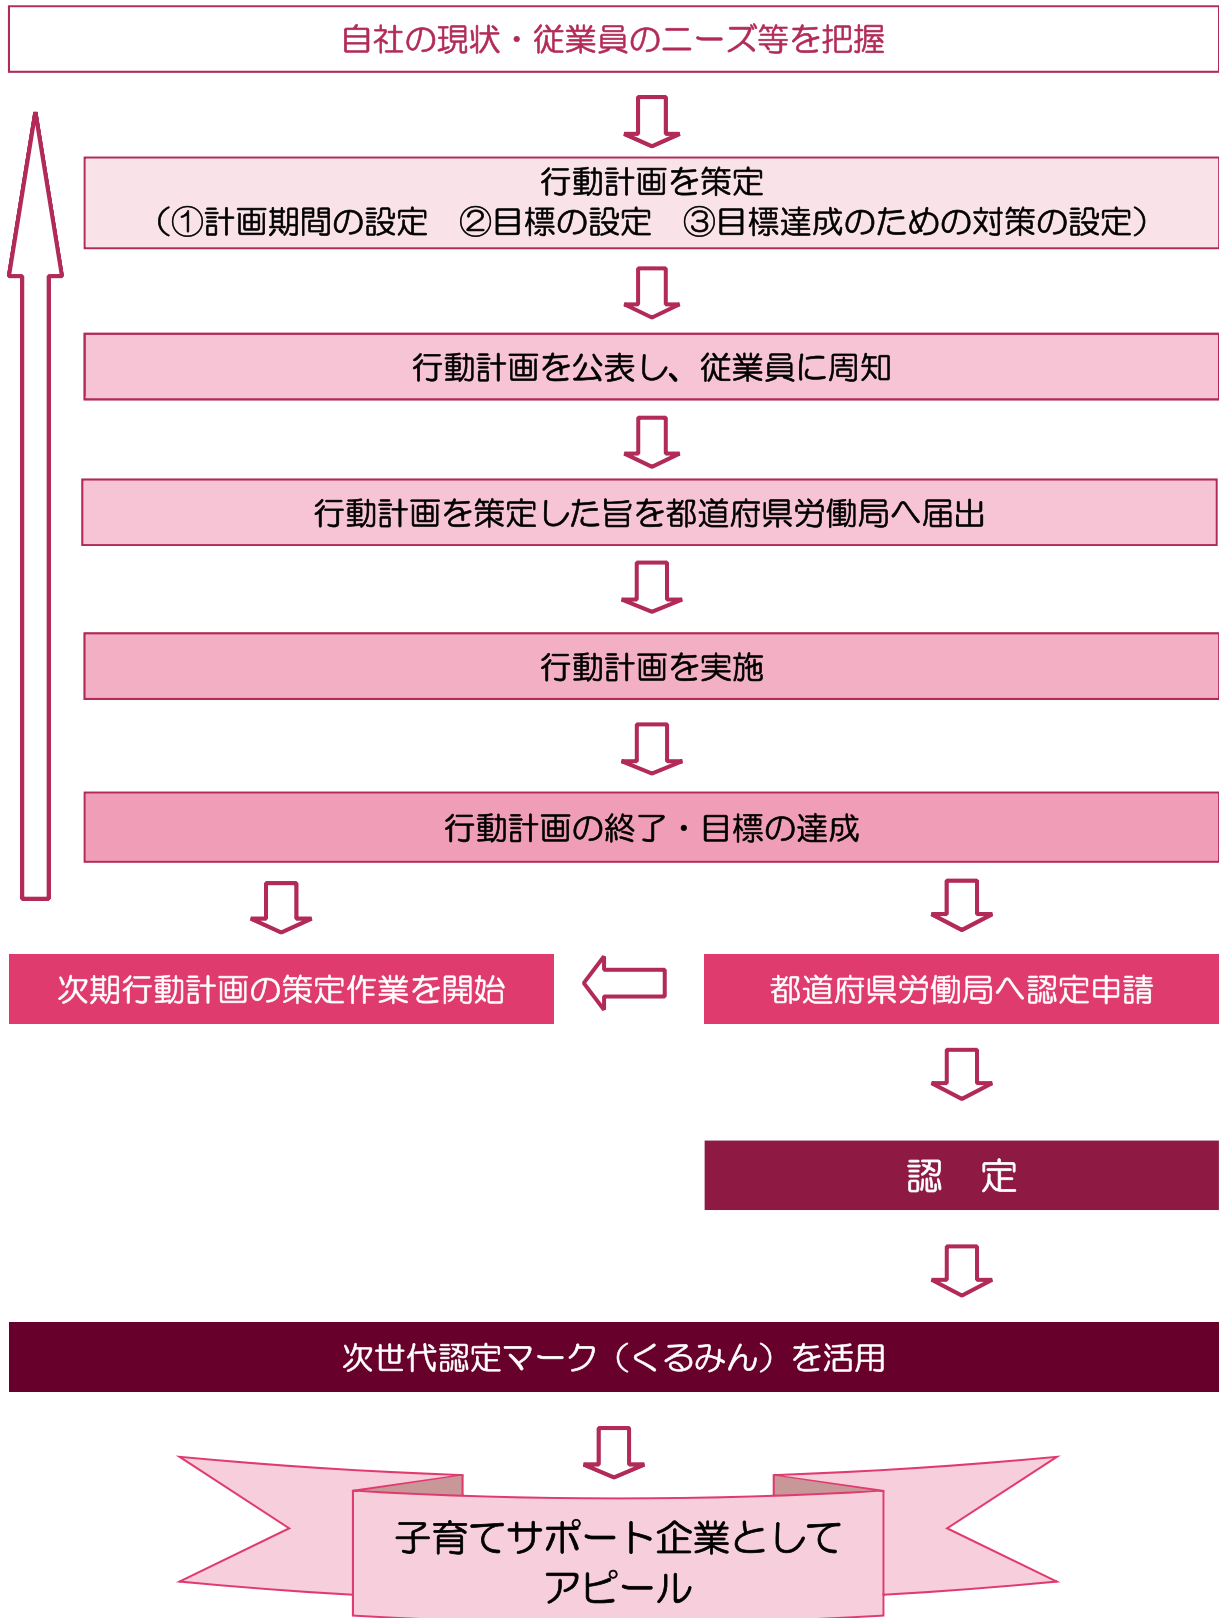 自社の現状・従業員のニーズ等を把握
行動計画を策定
（①計画期間の設定　②目標の設定　③目標達成のための対策の設定）
行動計画を公表し、従業員に周知
行動計画を策定した旨を都道府県労働局へ届出
行動計画を実施
行動計画の終了・目標の達成
次期行動計画の策定作業を開始
都道府県労働局へ認定申請
認　定
次世代認定マーク（くるみん）を活用
子育てサポート企業として
アピール